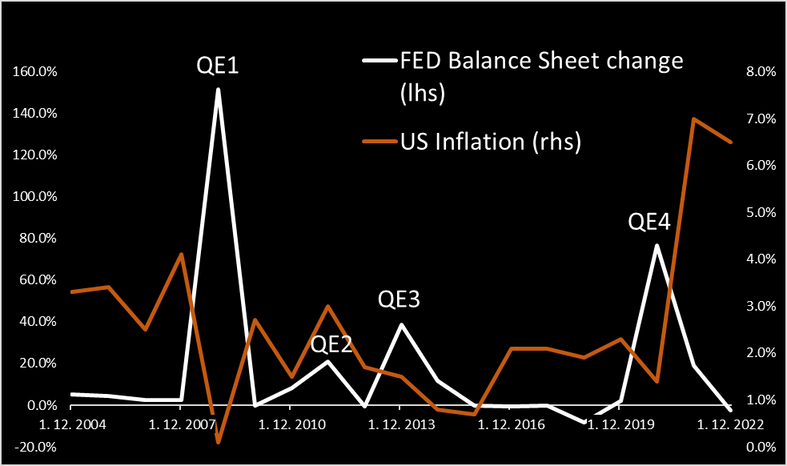 QE1
FED Balance Sheet change
(lhs)
US Inflation (rhs)
QE4
QE3
QE2
160.0%
140.0%
120.0%
100.0%
80.0%
60.0%
40.0%
20.0%
0.0%
-20.0%
8.0%
7.0%
6.0%
5.0%
4.0%
3.0%
2.0%
1.0%
0.0%
1. 12. 2004
1. 12. 2007
1. 12. 2010
1. 12. 2013
1. 12. 2016
1. 12. 2019
1. 12. 2022